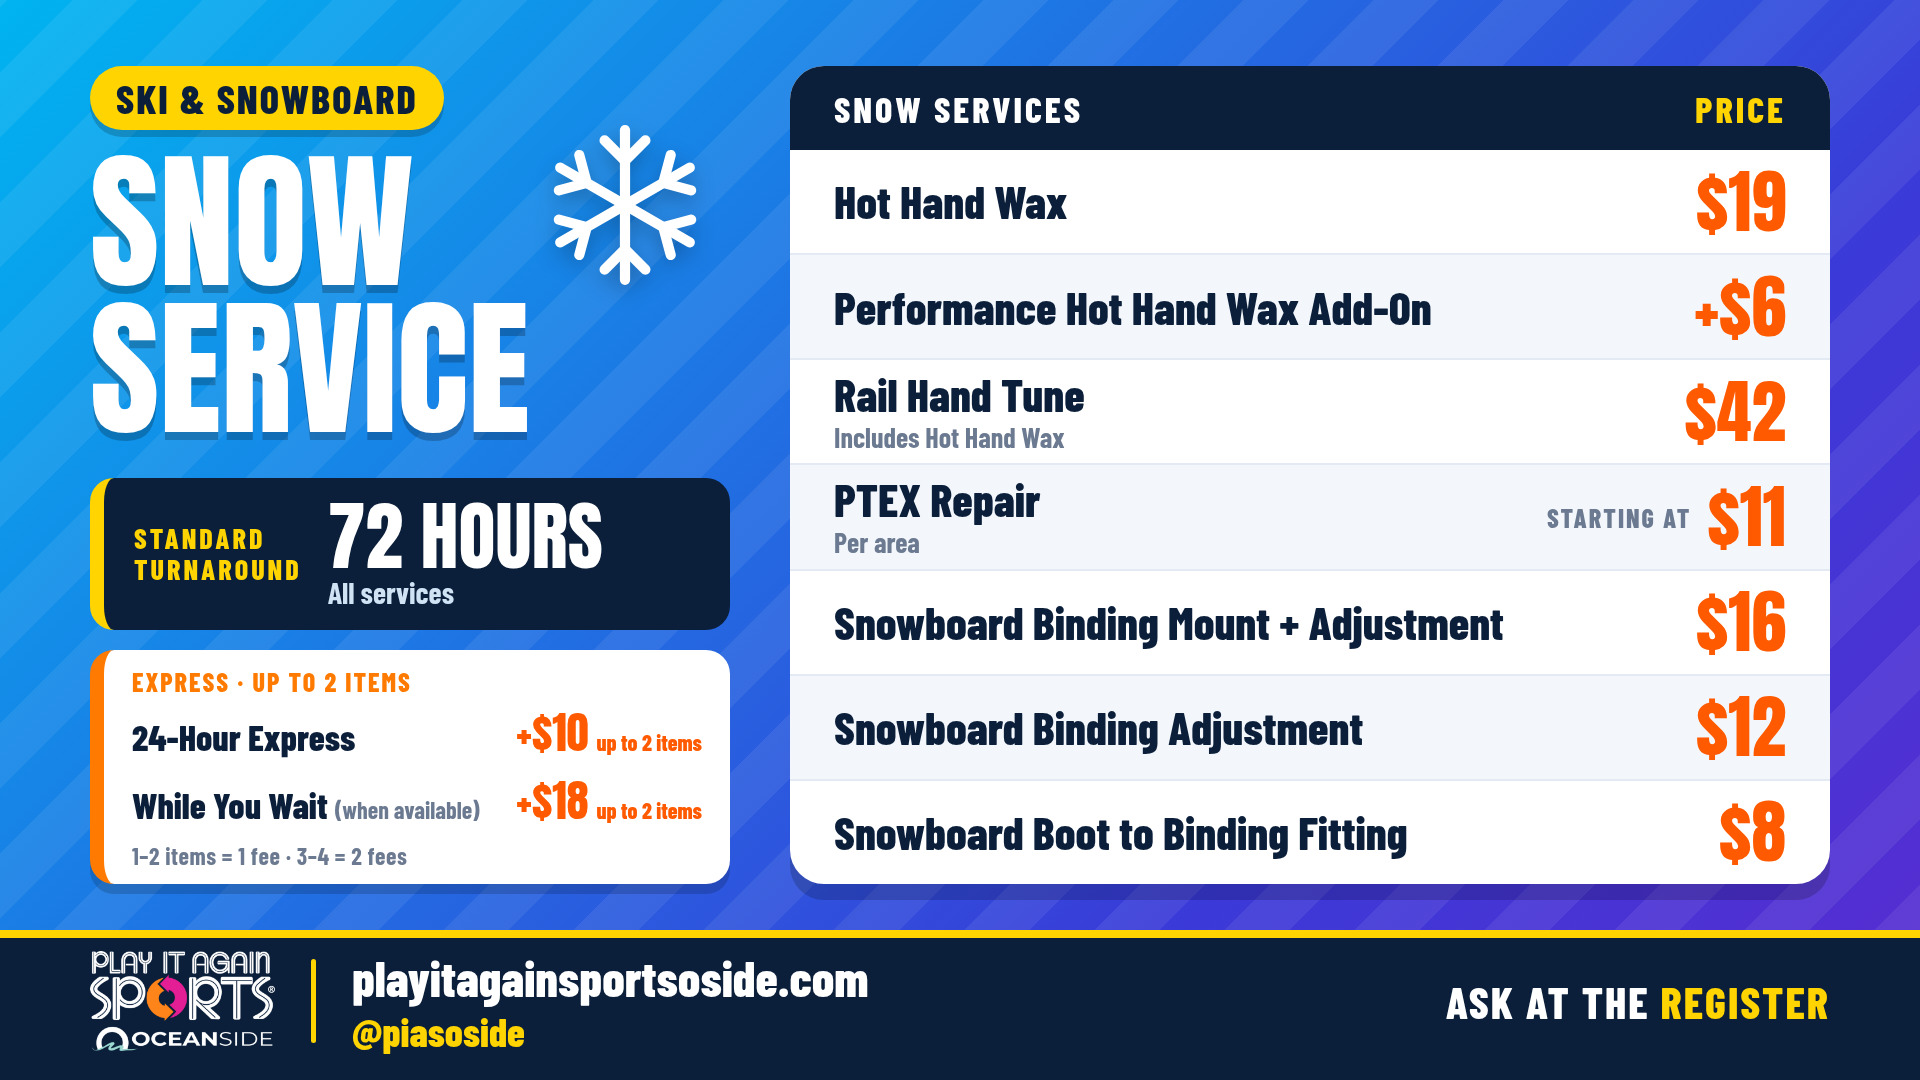 SKI & SNOWBOARD
SNOW
SERVICE
STANDARD
TURNAROUND
72 HOURS
All services
EXPRESS · UP TO 2 ITEMS
24-Hour Express +$10 up to 2 items
While You Wait (when available) +$18 up to 2 items
1-2 items = 1 fee · 3-4 = 2 fees
SNOW SERVICES PRICE
Hot Hand Wax $19
Performance Hot Hand Wax Add-On +$6
Rail Hand Tune $42
Includes Hot Hand Wax
PTEX Repair STARTING AT $11
Per area
Snowboard Binding Mount + Adjustment $16
Snowboard Binding Adjustment $12
Snowboard Boot to Binding Fitting $8
PLAY IT AGAIN
SPORTS®
OCEANSIDE
playitagainsportsoside.com
@piasoside
ASK AT THE REGISTER